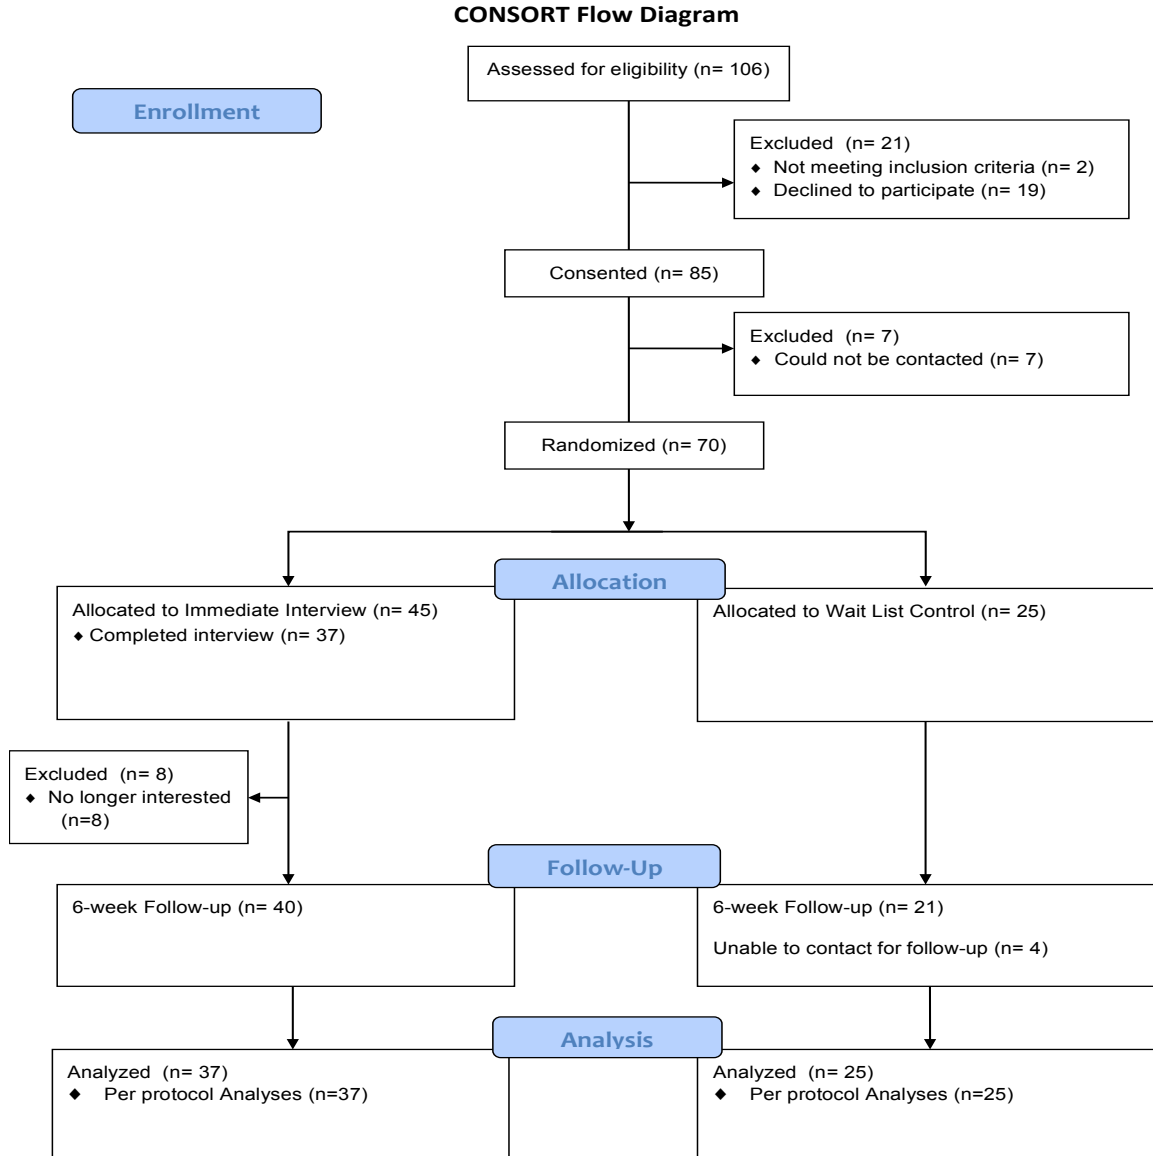 CONSORT Flow Diagram
Assessed for eligibility (n= 106)
Enrollment
Excluded (n= 21)
◆ Not meeting inclusion criteria (n= 2)
◆ Declined to participate (n= 19)
Consented (n= 85)
Excluded (n= 7)
◆ Could not be contacted (n= 7)
Randomized (n= 70)
Allocation
Allocated to Immediate Interview (n= 45)
◆ Completed interview (n= 37)
Allocated to Wait List Control (n= 25)
Excluded (n= 8)
◆ No longer interested
(n=8)
Follow-Up
6-week Follow-up (n= 40)
6-week Follow-up (n= 21)
Unable to contact for follow-up (n= 4)
Analysis
Analyzed (n= 37)
◆ Per protocol Analyses (n=37)
Analyzed (n= 25)
◆ Per protocol Analyses (n=25)